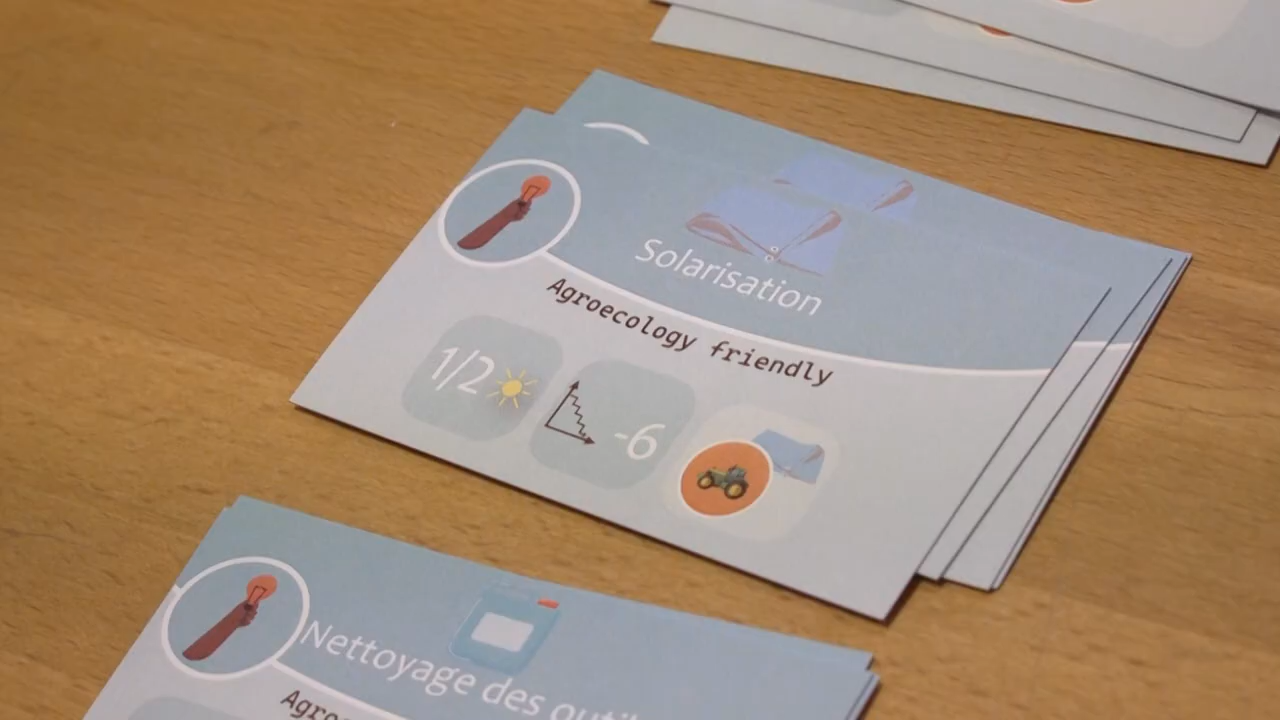 Solarisation
Agroecology friendly
1/2
-6
Nettoyage des